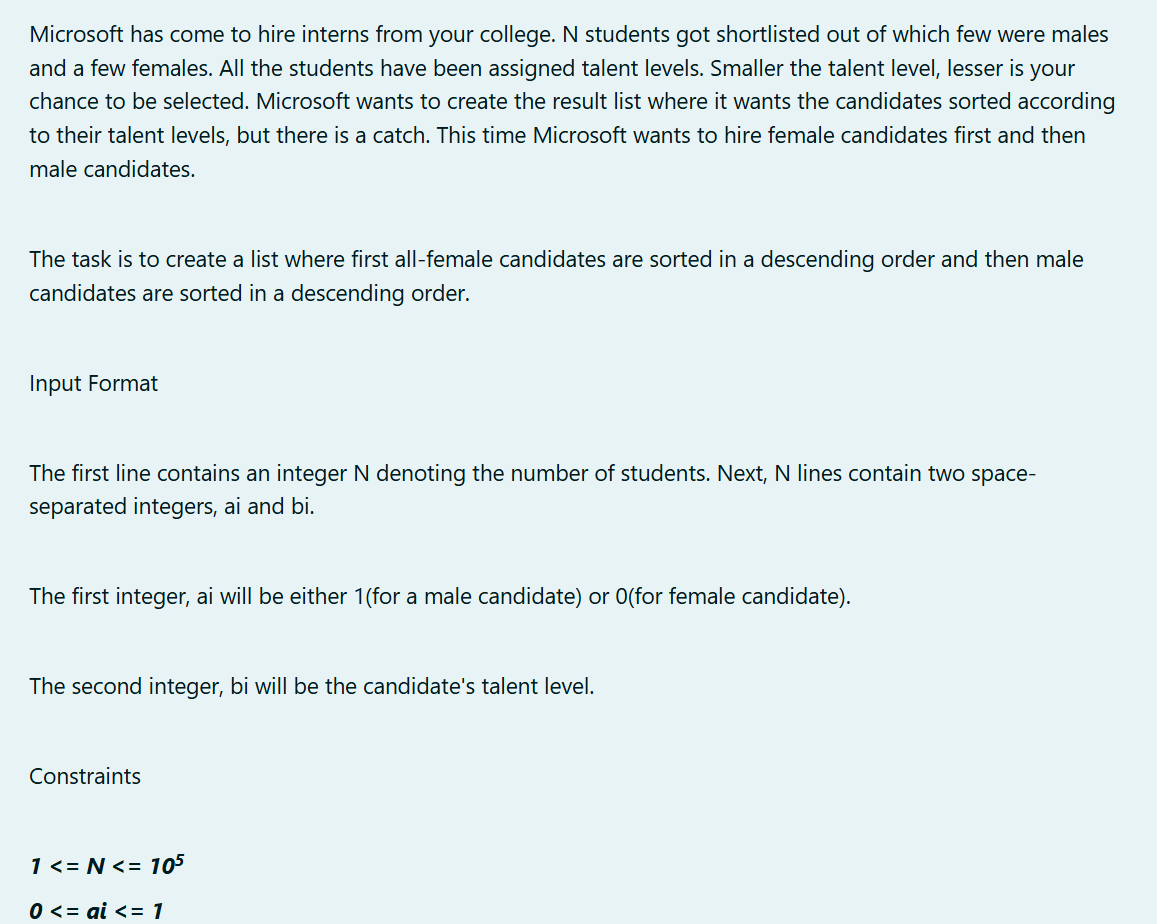 Microsoft has come to hire interns from your college. N students got shortlisted out of which few were males
and a few females. All the students have been assigned talent levels. Smaller the talent level, lesser is your
chance to be selected. Microsoft wants to create the result list where it wants the candidates sorted according
to their talent levels, but there is a catch. This time Microsoft wants to hire female candidates first and then
male candidates.
The task is to create a list where first all-female candidates are sorted in a descending order and then male
candidates are sorted in a descending order.
Input Format
The first line contains an integer N denoting the number of students. Next, N lines contain two space-
separated integers, ai and bi.
The first integer, ai will be either 1(for a male candidate) or 0(for female candidate).
The second integer, bi will be the candidate's talent level.
Constraints
1 <= N <= 10⁵
0 <= ai <= 1